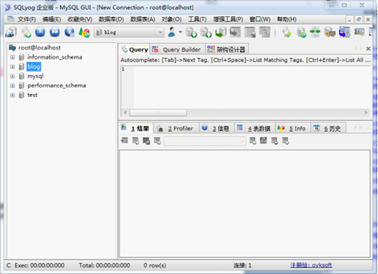 SQLyog 企业版 - MySQL GUI - [New Connection - root@localhost]
文件 编辑 收藏夹 数据库(D) 数据表(A) 对象(O) 工具(T) 增强工具(P) 窗口(W) 帮助(H)
blog
root@localhost
information_schema
blog
mysql
performance_schema
test
Query Query Builder 架构设计器
Autocomplete: [Tab]->Next Tag. [Ctrl+Space]->List Matching Tags. [Ctrl+Enter]->List All ...
1
1 结果 2 Profiler 3 信息 4 表数据 5 Info 6 历史
Exec: 00:00:00:000 Total: 00:00:00:000 0 row(s) 连接: 1 注册给: pyksoft